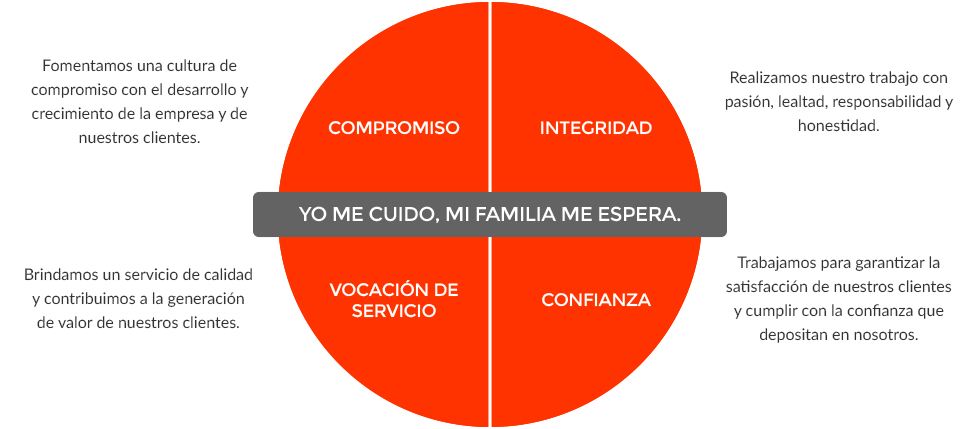 Fomentamos una cultura de
compromiso con el desarrollo y
crecimiento de la empresa y de
nuestros clientes.
COMPROMISO
INTEGRIDAD
Realizamos nuestro trabajo con
pasión, lealtad, responsabilidad y
honestidad.
YO ME CUIDO, MI FAMILIA ME ESPERA.
Brindamos un servicio de calidad
y contribuimos a la generación
de valor de nuestros clientes.
VOCACIÓN DE
SERVICIO
CONFIANZA
Trabajamos para garantizar la
satisfacción de nuestros clientes
y cumplir con la confianza que
depositan en nosotros.